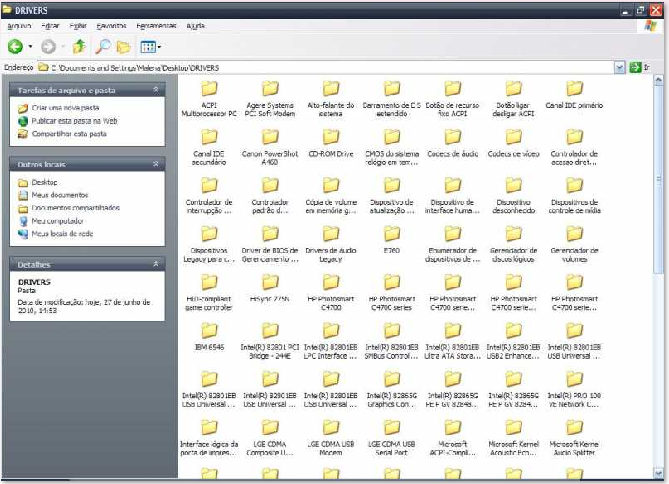 DRIVERS
Arquivo Editar Exibir Favoritos Ferramentas Ajuda
Endereço C:\Documents and Settings\Malena\Desktop\DRIVERS Ir
Tarefas de arquivo e pasta
Criar uma nova pasta
Publicar esta pasta na Web
Compartilhar esta pasta
Outros locais
Desktop
Meus documentos
Documentos compartilhados
Meu computador
Meus locais de rede
Detalhes
DRIVERS
Pasta
Data de modificação: hoje, 27 de junho de
2010, 14:53
ACPI Multiprocessor PC
Agere Systems PCI Soft Modem
Alto-falante do sistema
Barramento de E/S estendido
Botão de recurso fixo ACPI
Botão ligar desligar ACPI
Canal IDE primário
Canal IDE secundário
Canon PowerShot A460
CD-ROM Drive
CMOS do sistema relógio em tem...
Codecs de áudio
Codecs de vídeo
Controlador de acesso diret...
Controlador de interrupção ...
Controlador padrão d...
Cópia de volume em memória g...
Dispositivo de atualização ...
Dispositivo de interface huma...
Dispositivo desconhecido
Dispositivos de controle de mídia
Dispositivos Legacy para c...
Driver de BIOS de Gerenciamento ...
Drivers de áudio Legacy
E760
Enumerador de dispositivos de ...
Gerenciador de discos lógicos
Gerenciador de volumes
HID-compliant game controller
HP Photosmart C4700
HP Photosmart C4700 series
HP Photosmart C4700 serie...
HP Photosmart C4700 serie...
HP Photosmart C4700 serie...
IBM 6546
Intel(R) 82801 PCI Bridge - 244E
Intel(R) 82801EB LPC Interface ...
Intel(R) 82801EB SMBus Control...
Intel(R) 82801EB Ultra ATA Stora...
Intel(R) 82801EB USB2 Enhance...
Intel(R) 82801EB USB Universal ...
Intel(R) 82801EB USB Universal ...
Intel(R) 82801EB USB Universal ...
Intel(R) 82801EB USB Universal ...
Intel(R) 82865G Graphics Con...
Intel(R) 82865G
Intel(R) 82865G
Intel(R) PRO 100 VE Network C...
Interface lógica da porta de impres...
LGE CDMA Composite U...
LGE CDMA USB Modem
LGE CDMA USB Serial Port
Microsoft ACPI-Compli...
Microsoft Kernel Acoustic Eco...
Microsoft Kernel Audio Splitter